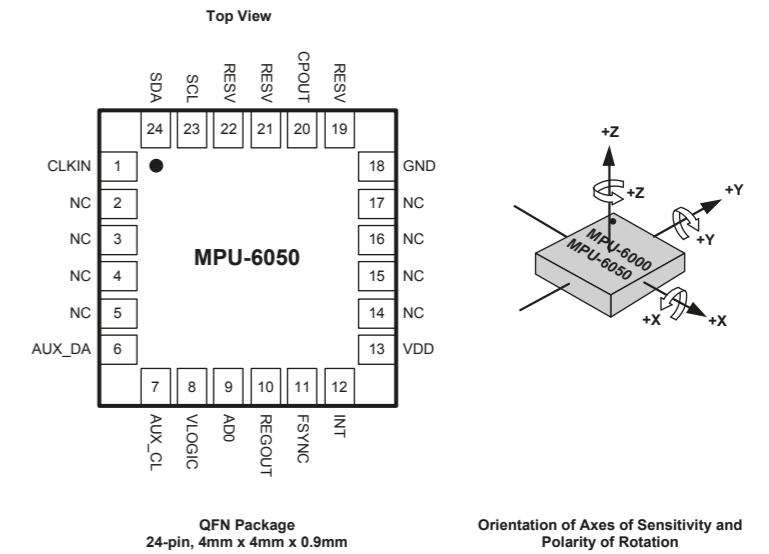 Top View
SDA
SCL
RESV
RESV
CPOUT
RESV
24 23 22 21 20 19
CLKIN 1 18 GND
NC 2 17 NC
NC 3 16 NC
NC 4 15 NC
NC 5 14 NC
AUX_DA 6 13 VDD
MPU-6050
7 8 9 10 11 12
AUX_CL
VLOGIC
AD0
REGOUT
FSYNC
INT
QFN Package
24-pin, 4mm x 4mm x 0.9mm
+Z
+Z
+Y
+Y
MPU-6000
MPU-6050
+X
+X
Orientation of Axes of Sensitivity and
Polarity of Rotation